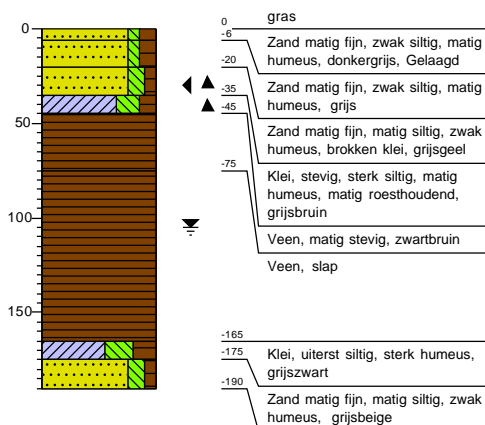 0
50
100
150
0
gras
-6
Zand matig fijn, zwak siltig, matig
humeus, donkergrijs, Gelaagd
-20
Zand matig fijn, zwak siltig, matig
humeus, grijs
-35
Zand matig fijn, matig siltig, zwak
humeus, brokken klei, grijsgeel
-45
Klei, stevig, sterk siltig, matig
humeus, matig roesthoudend,
grijsbruin
-75
Veen, matig stevig, zwartbruin
Veen, slap
-165
-175
Klei, uiterst siltig, sterk humeus,
grijszwart
-190
Zand matig fijn, matig siltig, zwak
humeus, grijsbeige